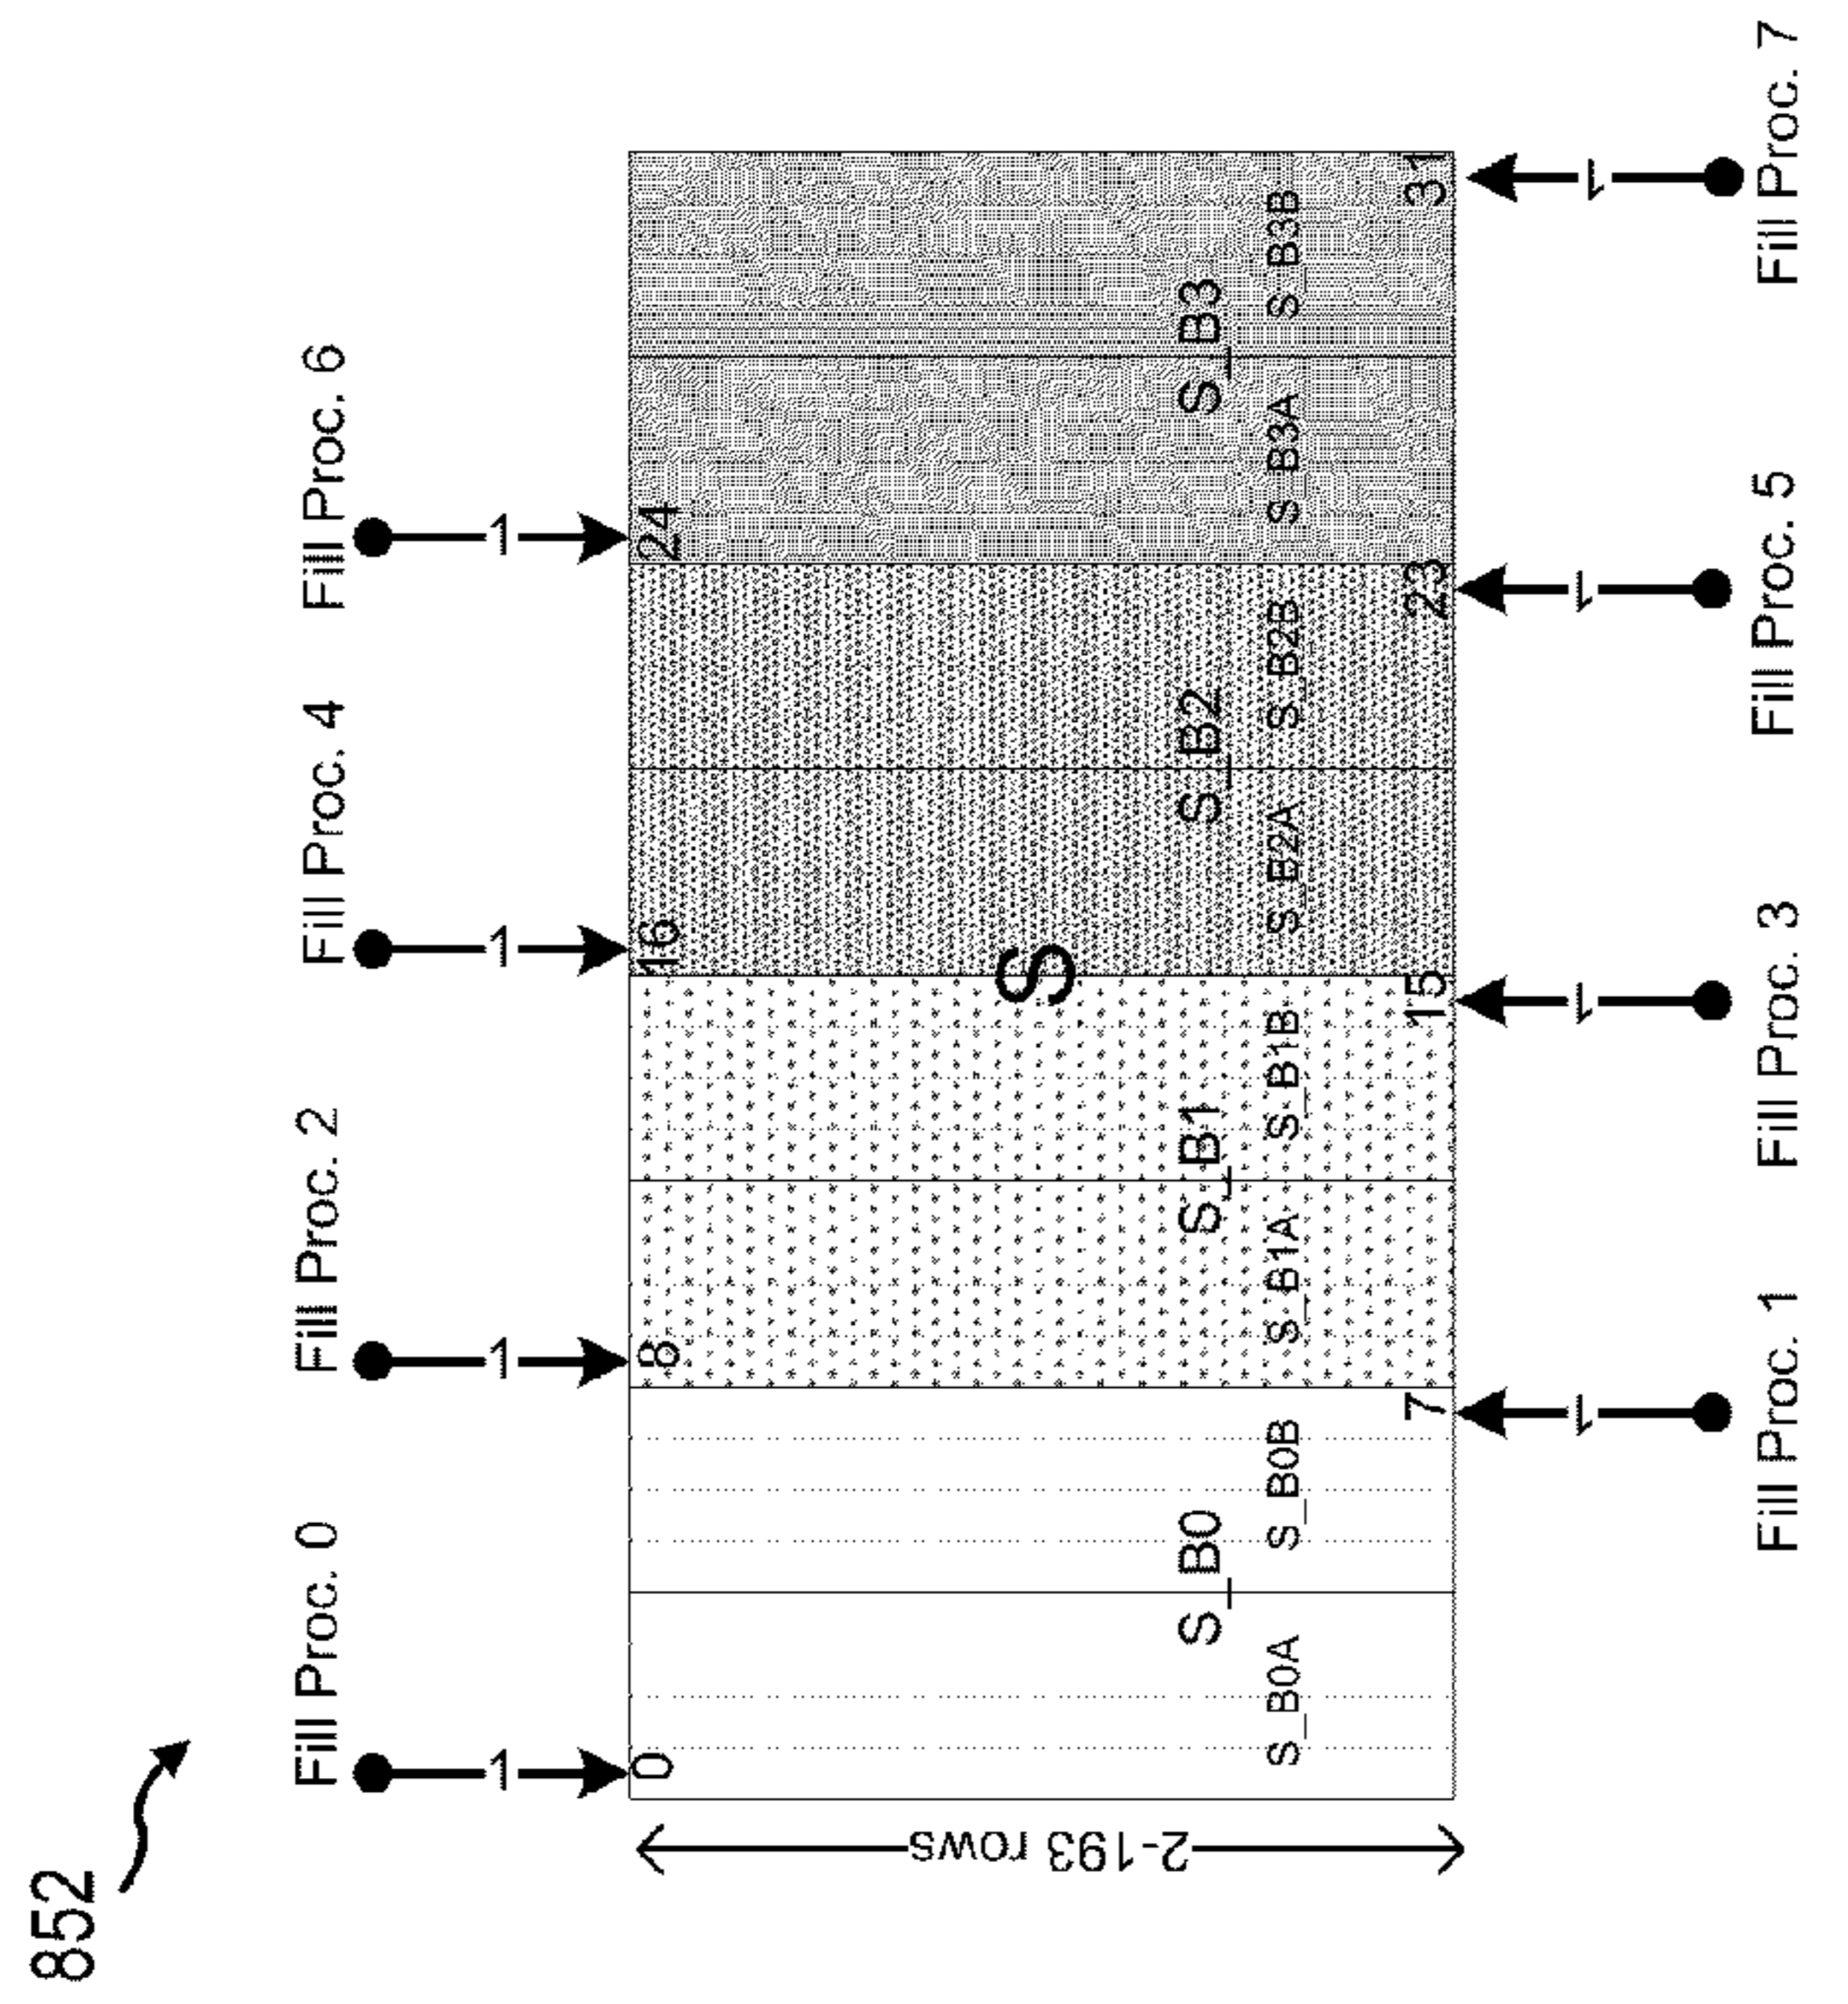 852
Fill Proc. 0
Fill Proc. 2
Fill Proc. 4
Fill Proc. 6
1
1
1
1
0
8
16
24
2-193 rows
S
S_B0
S_B1
S_B2
S_B3
S_B0A
S_B0B
S_B1A
S_B1B
S_B2A
S_B2B
S_B3A
S_B3B
7
15
23
31
1
1
1
1
Fill Proc. 1
Fill Proc. 3
Fill Proc. 5
Fill Proc. 7